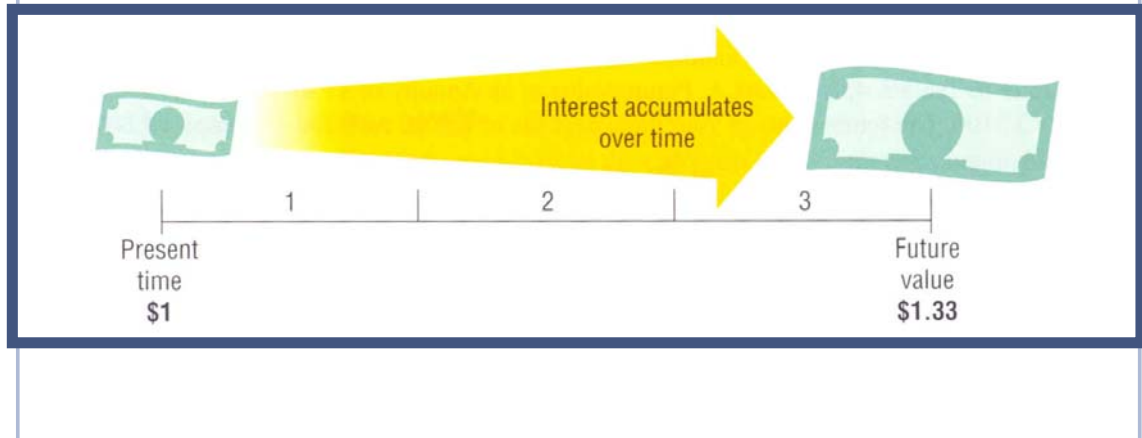 Interest accumulates
over time
1 2 3
Present
time
$1
Future
value
$1.33